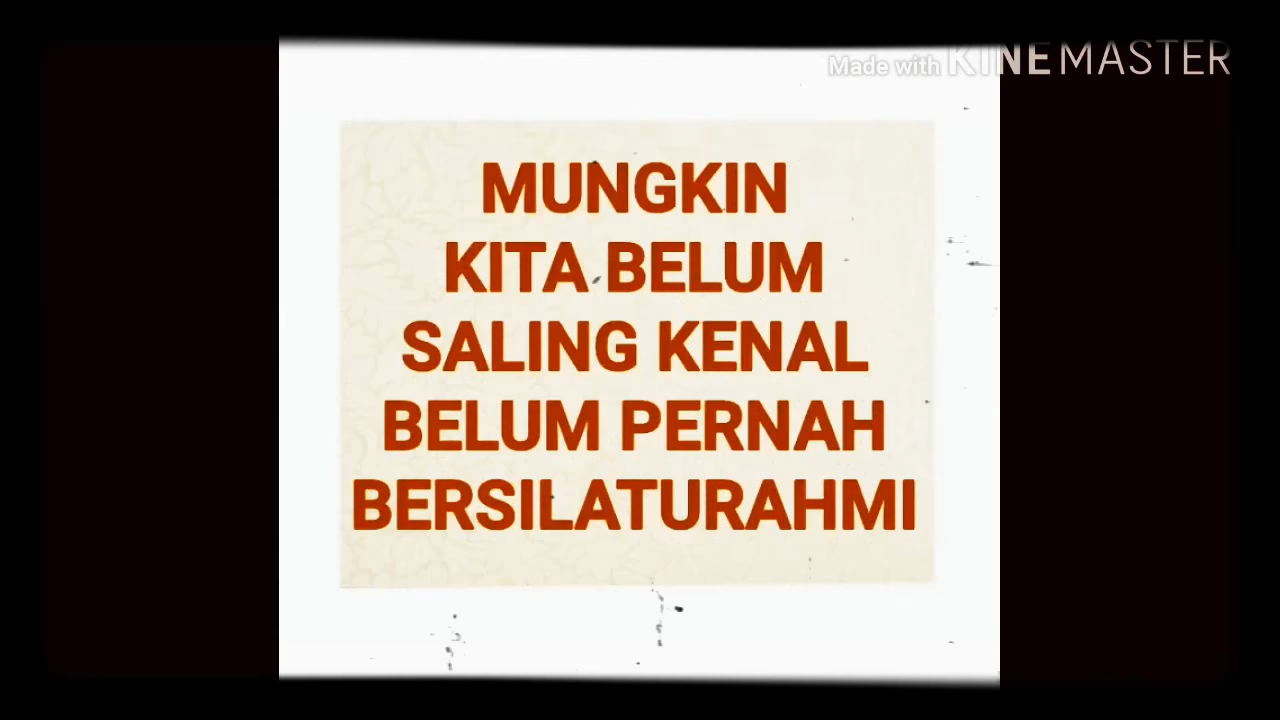 Made with KINEMASTER
MUNGKIN
KITA BELUM
SALING KENAL
BELUM PERNAH
BERSILATURAHMI